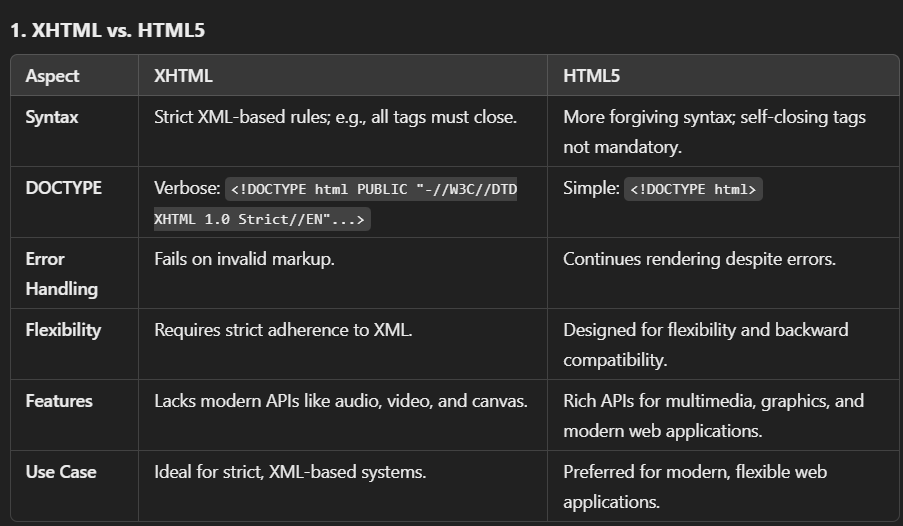 1. XHTML vs. HTML5
Aspect XHTML HTML5
Syntax Strict XML-based rules; e.g., all tags must close. More forgiving syntax; self-closing tags
not mandatory.
DOCTYPE Verbose: <!DOCTYPE html PUBLIC "-//W3C//DTD Simple: <!DOCTYPE html>
XHTML 1.0 Strict//EN"...>
Error Fails on invalid markup. Continues rendering despite errors.
Handling
Flexibility Requires strict adherence to XML. Designed for flexibility and backward
compatibility.
Features Lacks modern APIs like audio, video, and canvas. Rich APIs for multimedia, graphics, and
modern web applications.
Use Case Ideal for strict, XML-based systems. Preferred for modern, flexible web
applications.